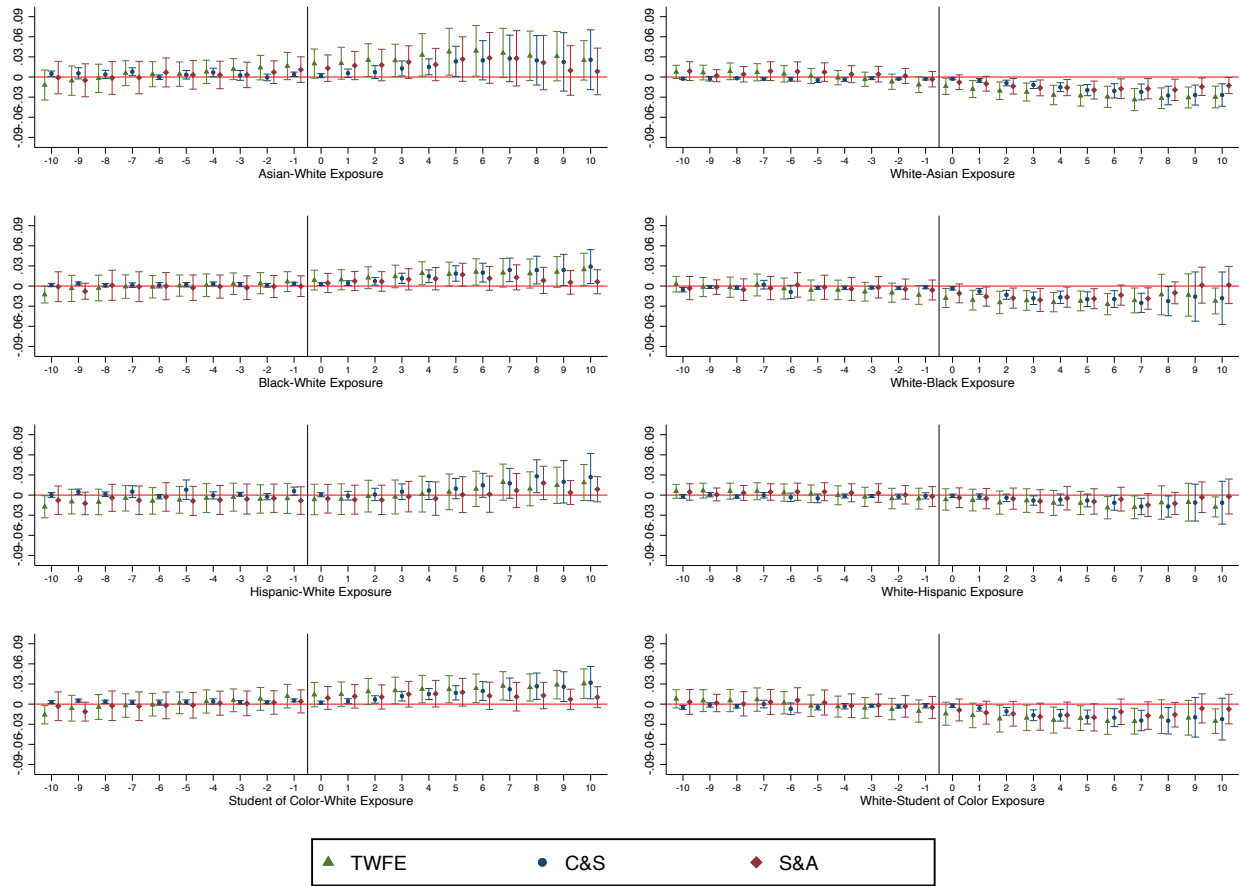 -.09-.06-.03 0 .03.06.09
-10 -9 -8 -7 -6 -5 -4 -3 -2 -1 0 1 2 3 4 5 6 7 8 9 10
Asian-White Exposure
-.09-.06-.03 0 .03.06.09
-10 -9 -8 -7 -6 -5 -4 -3 -2 -1 0 1 2 3 4 5 6 7 8 9 10
White-Asian Exposure
-.09-.06-.03 0 .03.06.09
-10 -9 -8 -7 -6 -5 -4 -3 -2 -1 0 1 2 3 4 5 6 7 8 9 10
Black-White Exposure
-.09-.06-.03 0 .03.06.09
-10 -9 -8 -7 -6 -5 -4 -3 -2 -1 0 1 2 3 4 5 6 7 8 9 10
White-Black Exposure
-.09-.06-.03 0 .03.06.09
-10 -9 -8 -7 -6 -5 -4 -3 -2 -1 0 1 2 3 4 5 6 7 8 9 10
Hispanic-White Exposure
-.09-.06-.03 0 .03.06.09
-10 -9 -8 -7 -6 -5 -4 -3 -2 -1 0 1 2 3 4 5 6 7 8 9 10
White-Hispanic Exposure
-.09-.06-.03 0 .03.06.09
-10 -9 -8 -7 -6 -5 -4 -3 -2 -1 0 1 2 3 4 5 6 7 8 9 10
Student of Color-White Exposure
-.09-.06-.03 0 .03.06.09
-10 -9 -8 -7 -6 -5 -4 -3 -2 -1 0 1 2 3 4 5 6 7 8 9 10
White-Student of Color Exposure
TWFE C&S S&A